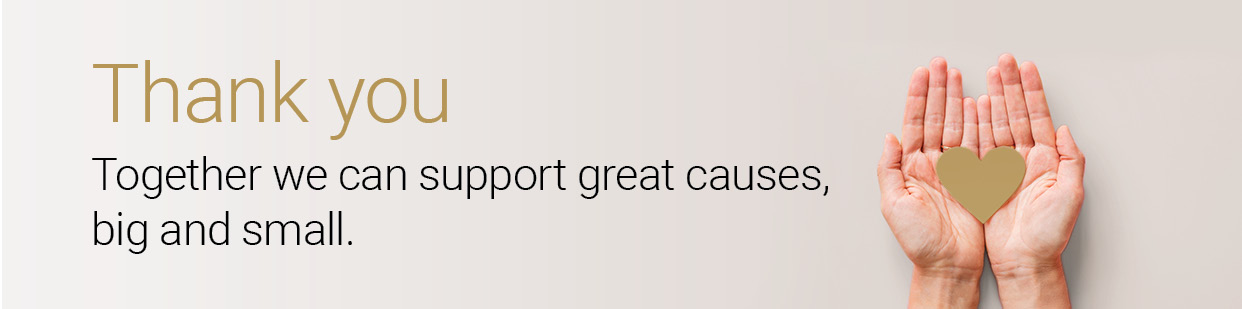 Thank you
Together we can support great causes,
big and small.